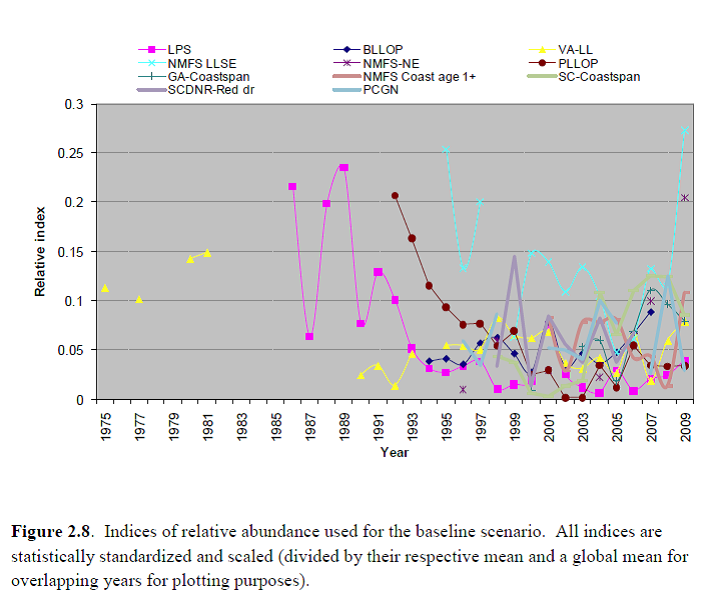 LPS BLLOP VA-LL
NMFS LLSE NMFS-NE PLLOP
GA-Coastspan NMFS Coast age 1+ SC-Coastspan
SCDNR-Red dr PCGN
0.3
0.25
0.2
0.15
0.1
0.05
0
Relative index
1975 1977 1979 1981 1983 1985 1987 1989 1991 1993 1995 1997 1999 2001 2003 2005 2007 2009
Year
Figure 2.8. Indices of relative abundance used for the baseline scenario. All indices are
statistically standardized and scaled (divided by their respective mean and a global mean for
overlapping years for plotting purposes).